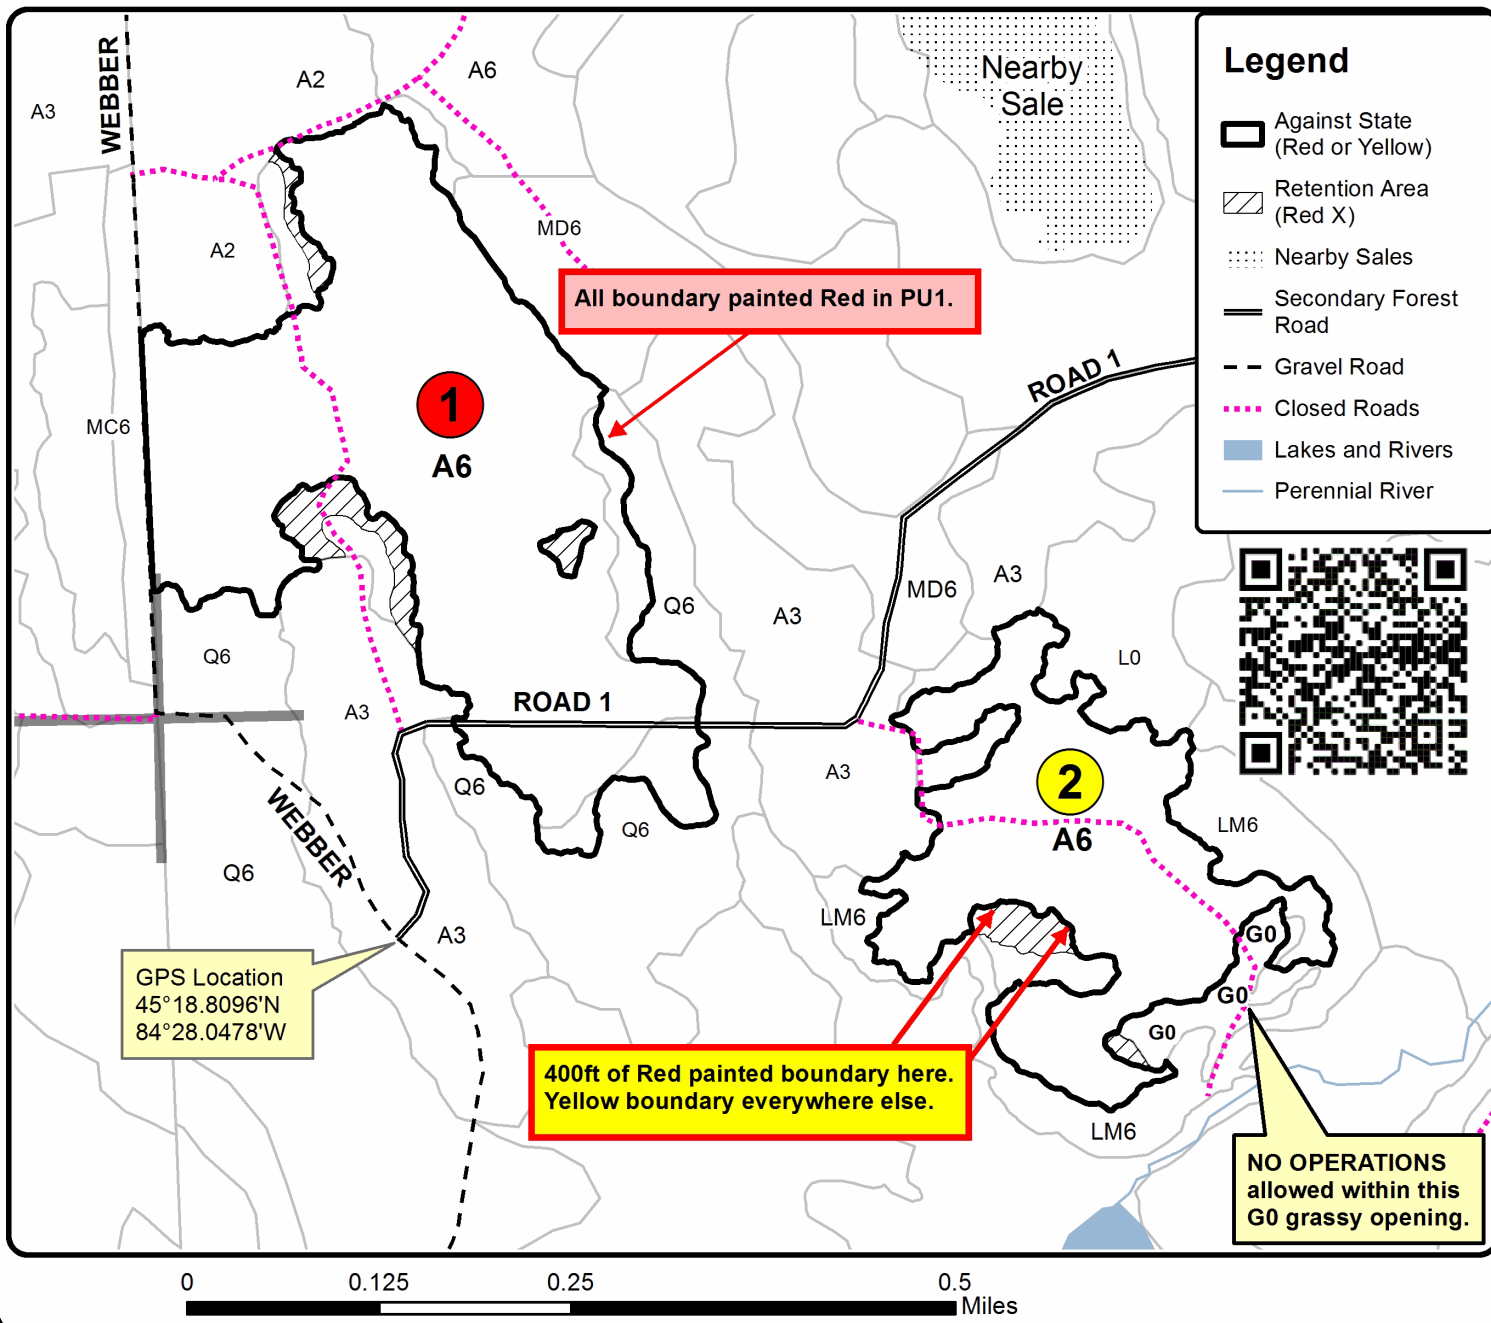 WEBBER
A2
A6
A3
Nearby
Sale
A2
MD6
All boundary painted Red in PU1.
ROAD 1
1
A6
MC6
MD6
A3
Q6
A3
Q6
L0
A3
ROAD 1
Q6
A3
2
A6
Q6
LM6
WEBBER
Q6
LM6
A3
G0
G0
G0
GPS Location
45°18.8096'N
84°28.0478'W
400ft of Red painted boundary here.
Yellow boundary everywhere else.
LM6
NO OPERATIONS
allowed within this
G0 grassy opening.
Legend
Against State
(Red or Yellow)
Retention Area
(Red X)
Nearby Sales
Secondary Forest
Road
Gravel Road
Closed Roads
Lakes and Rivers
Perennial River
0
0.125
0.25
0.5
Miles